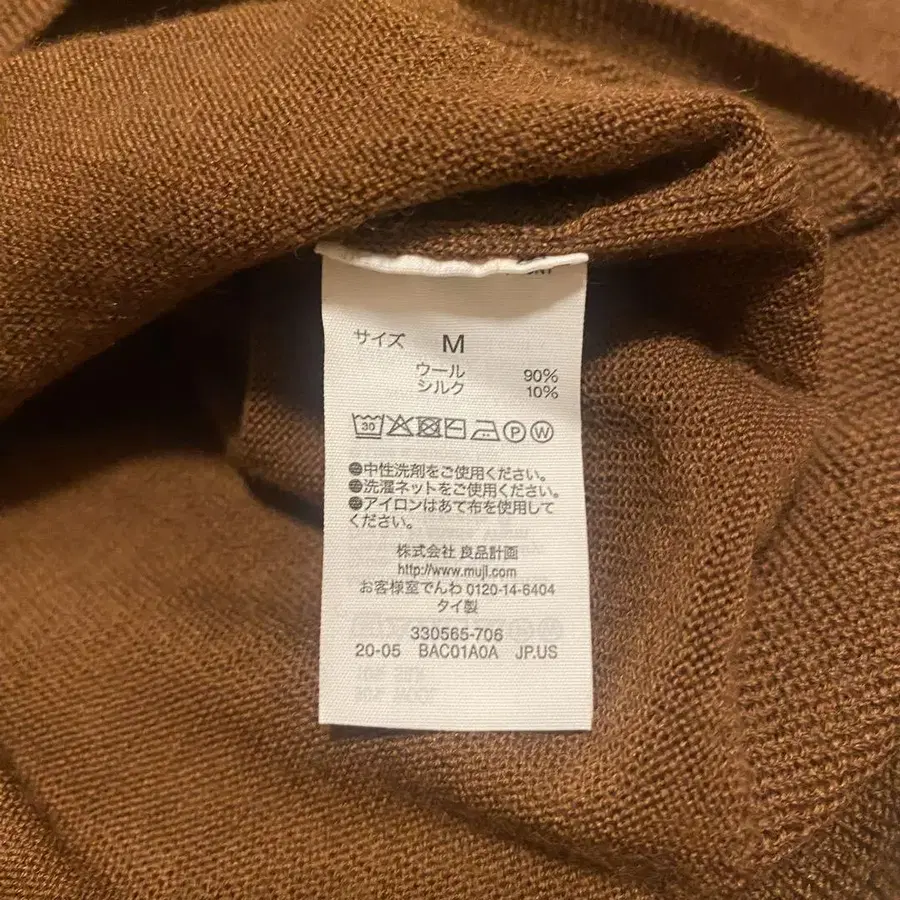 サイズ M
ウール 90%
シルク 10%
30 P W
●中性洗剤をご使用ください。
●洗濯ネットをご使用ください。
●アイロンはあて布を使用して
ください。
株式会社 良品計画
http://www.muji.com
お客様室でんわ 0120-14-6404
タイ製
330565-706
20-05 BAC01A0A JP.US